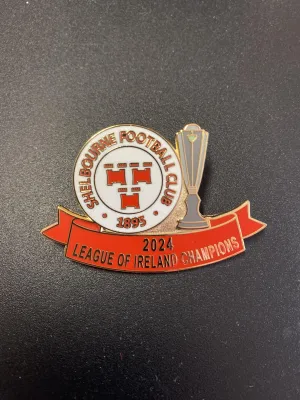 SHELBOURNE FOOTBALL CLUB
1895
2024
LEAGUE OF IRELAND CHAMPIONS